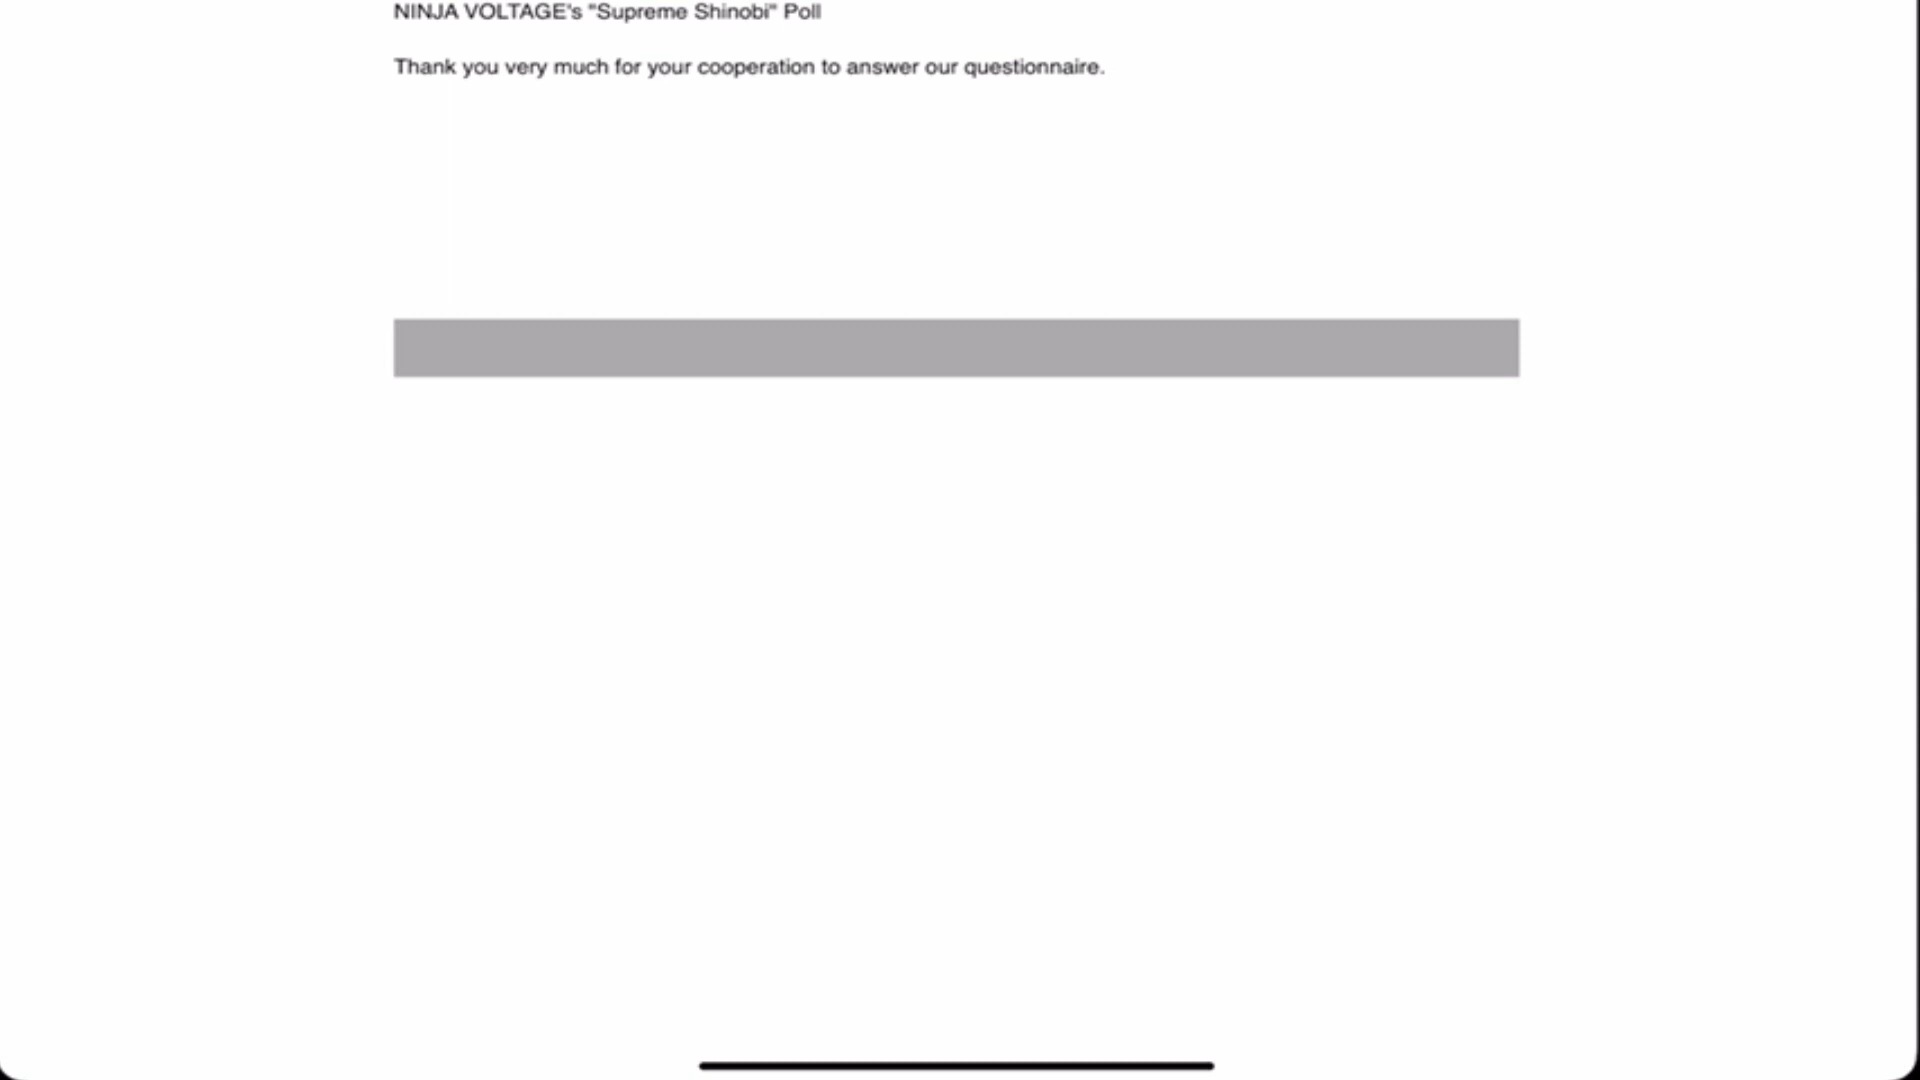 NINJA VOLTAGE's "Supreme Shinobi" Poll
Thank you very much for your cooperation to answer our questionnaire.